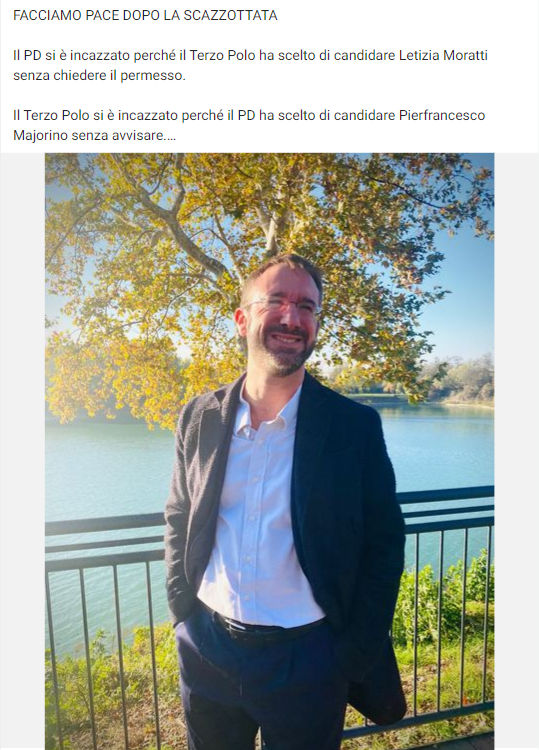 FACCIAMO PACE DOPO LA SCAZZOTTATA
Il PD si è incazzato perché il Terzo Polo ha scelto di candidare Letizia Moratti
senza chiedere il permesso.
Il Terzo Polo si è incazzato perché il PD ha scelto di candidare Pierfrancesco
Majorino senza avvisare....